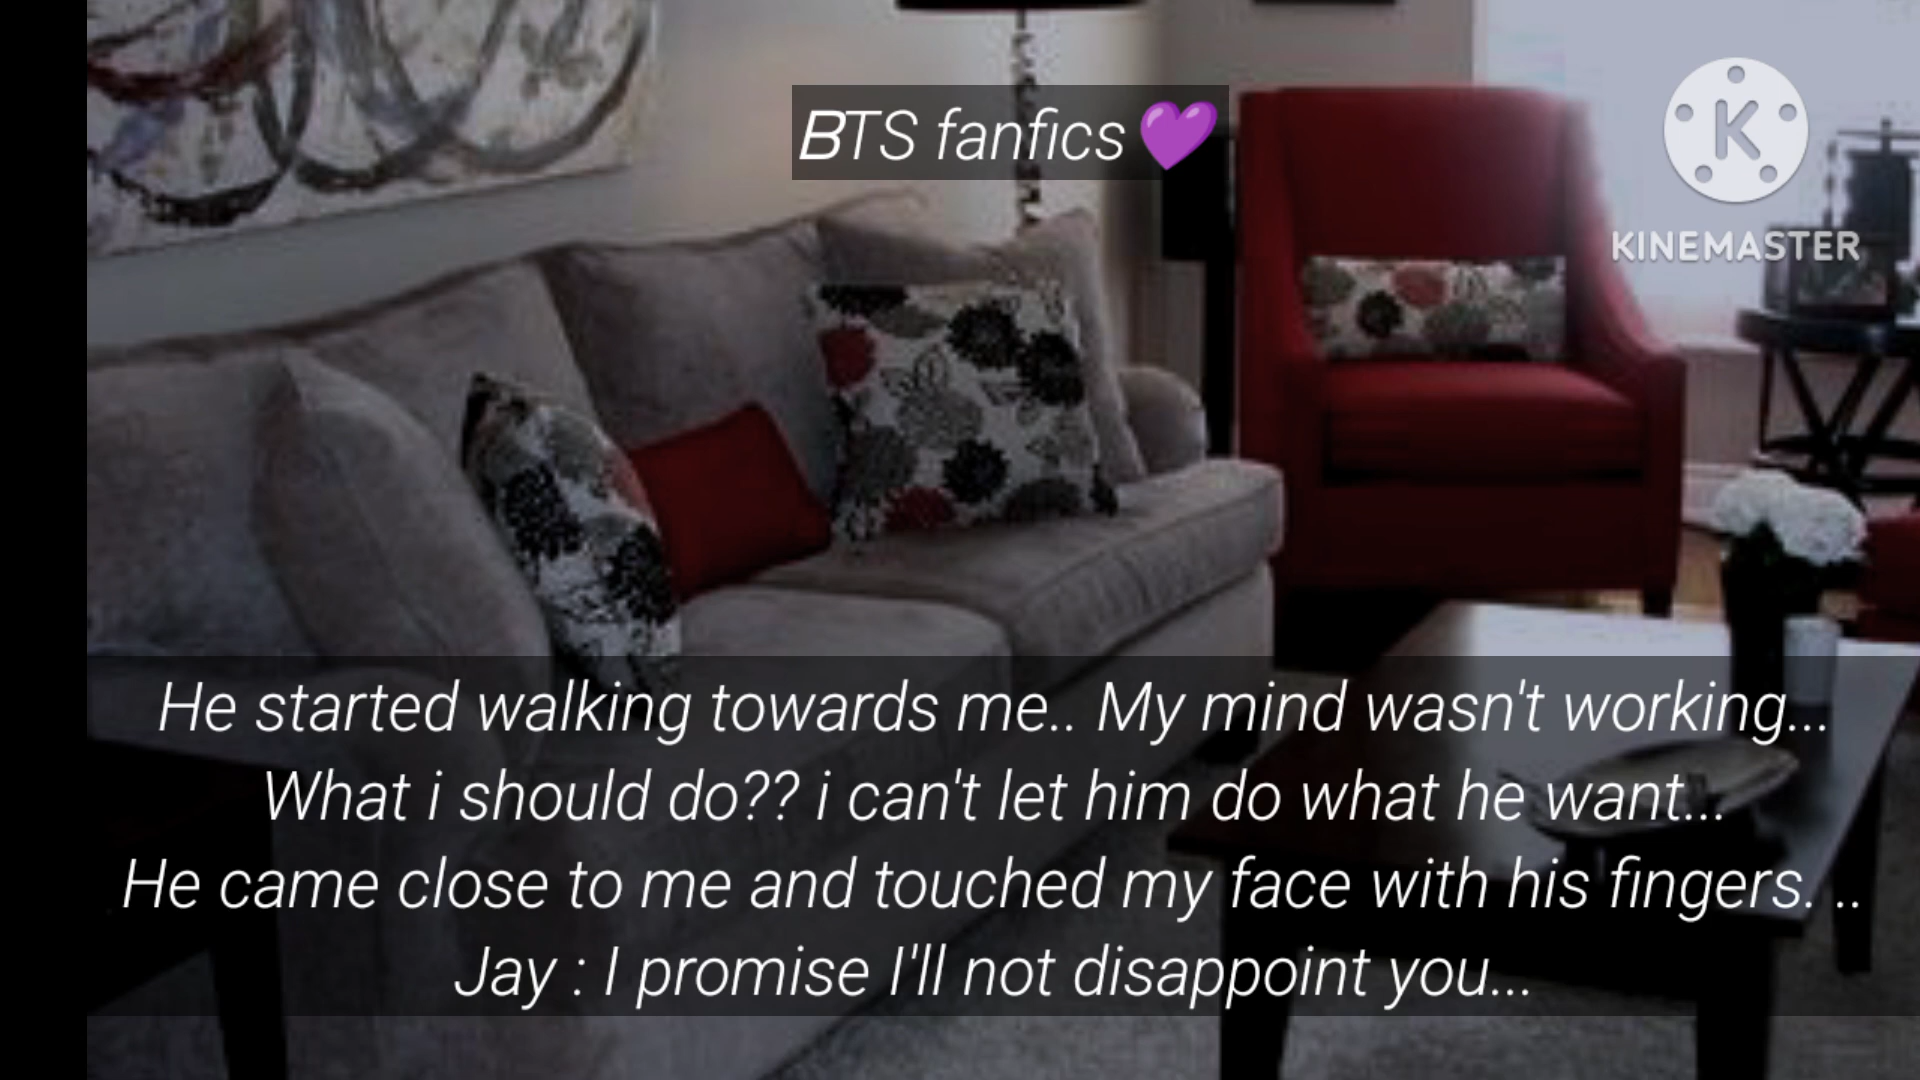 BTS fanfics💜
KINEMASTER
He started walking towards me.. My mind wasn't working...
What i should do?? i can't let him do what he want...
He came close to me and touched my face with his fingers. ..
Jay : I promise I'll not disappoint you...